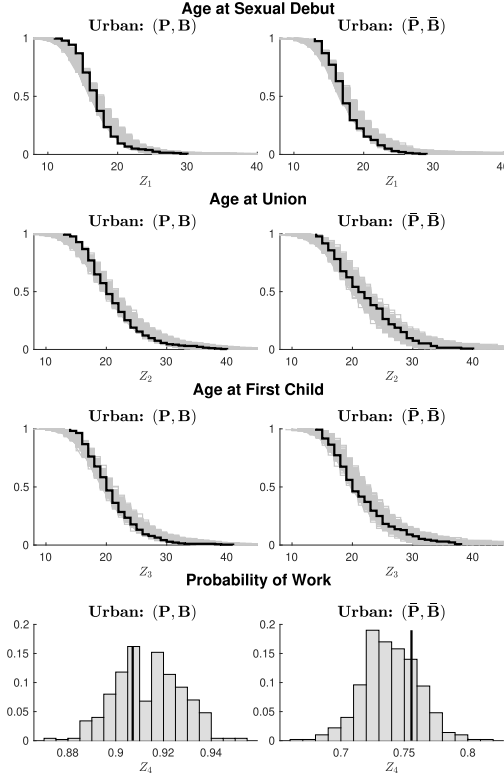 Age at Sexual Debut
Urban: (P, B) Urban: (P̄, B̄)
1 1
0.5 0.5
0 0
10 20 30 40 10 20 30 40
Z1 Z1
Age at Union
Urban: (P, B) Urban: (P̄, B̄)
1 1
0.5 0.5
0 0
10 20 30 40 10 20 30 40
Z2 Z2
Age at First Child
Urban: (P, B) Urban: (P̄, B̄)
1 1
0.5 0.5
0 0
10 20 30 40 10 20 30 40
Z3 Z3
Probability of Work
Urban: (P, B) Urban: (P̄, B̄)
0.2 0.2
0.15 0.15
0.1 0.1
0.05 0.05
0 0
0.88 0.9 0.92 0.94 0.7 0.75 0.8
Z4 Z4